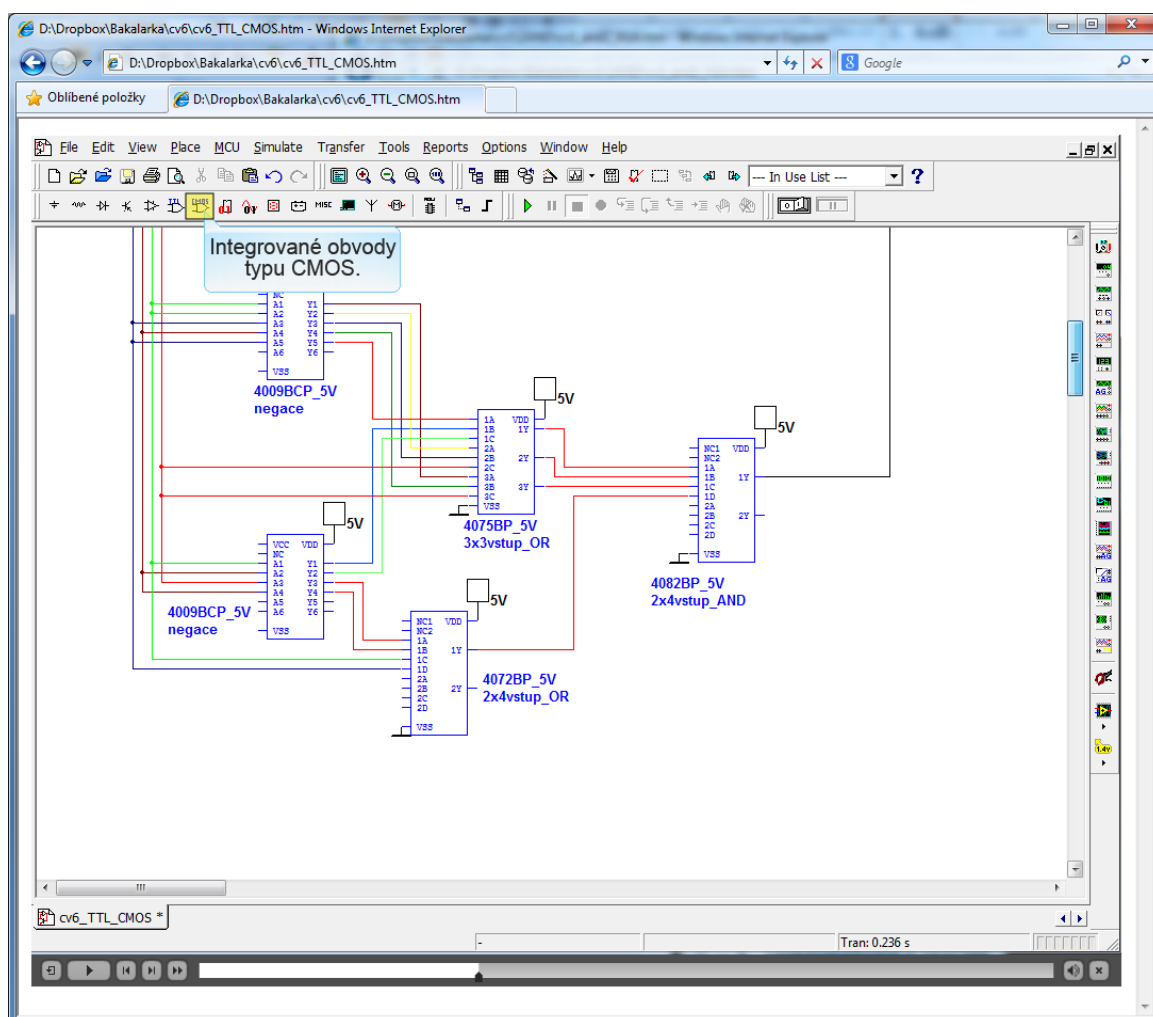 D:\Dropbox\Bakalarka\cv6\cv6_TTL_CMOS.htm - Windows Internet Explorer
D:\Dropbox\Bakalarka\cv6\cv6_TTL_CMOS.htm
Google
Oblíbené položky
D:\Dropbox\Bakalarka\cv6\cv6_TTL_CMOS.htm
File Edit View Place MCU Simulate Transfer Tools Reports Options Window Help
--- In Use List ---
MISC
Integrované obvody
typu CMOS.
NC
A1 Y1
A2 Y2
A3 Y3
A4 Y4
A5 Y5
A6 Y6
VSS
4009BCP_5V
negace
5V
1A VDD
1B 1Y
1C
2A
2B 2Y
2C
3A
3B 3Y
3C
VSS
4075BP_5V
3x3vstup_OR
5V
NC1 VDD
NC2
1A
1B 1Y
1C
1D
2A
2B 2Y
2C
2D
VSS
4082BP_5V
2x4vstup_AND
5V
VCC VDD
NC
A1 Y1
A2 Y2
A3 Y3
A4 Y4
A5 Y5
A6 Y6
VSS
4009BCP_5V
negace
5V
NC1 VDD
NC2
1A
1B 1Y
1C
1D
2A
2B 2Y
2C
2D
VSS
4072BP_5V
2x4vstup_OR
cv6_TTL_CMOS *
-
Tran: 0.236 s